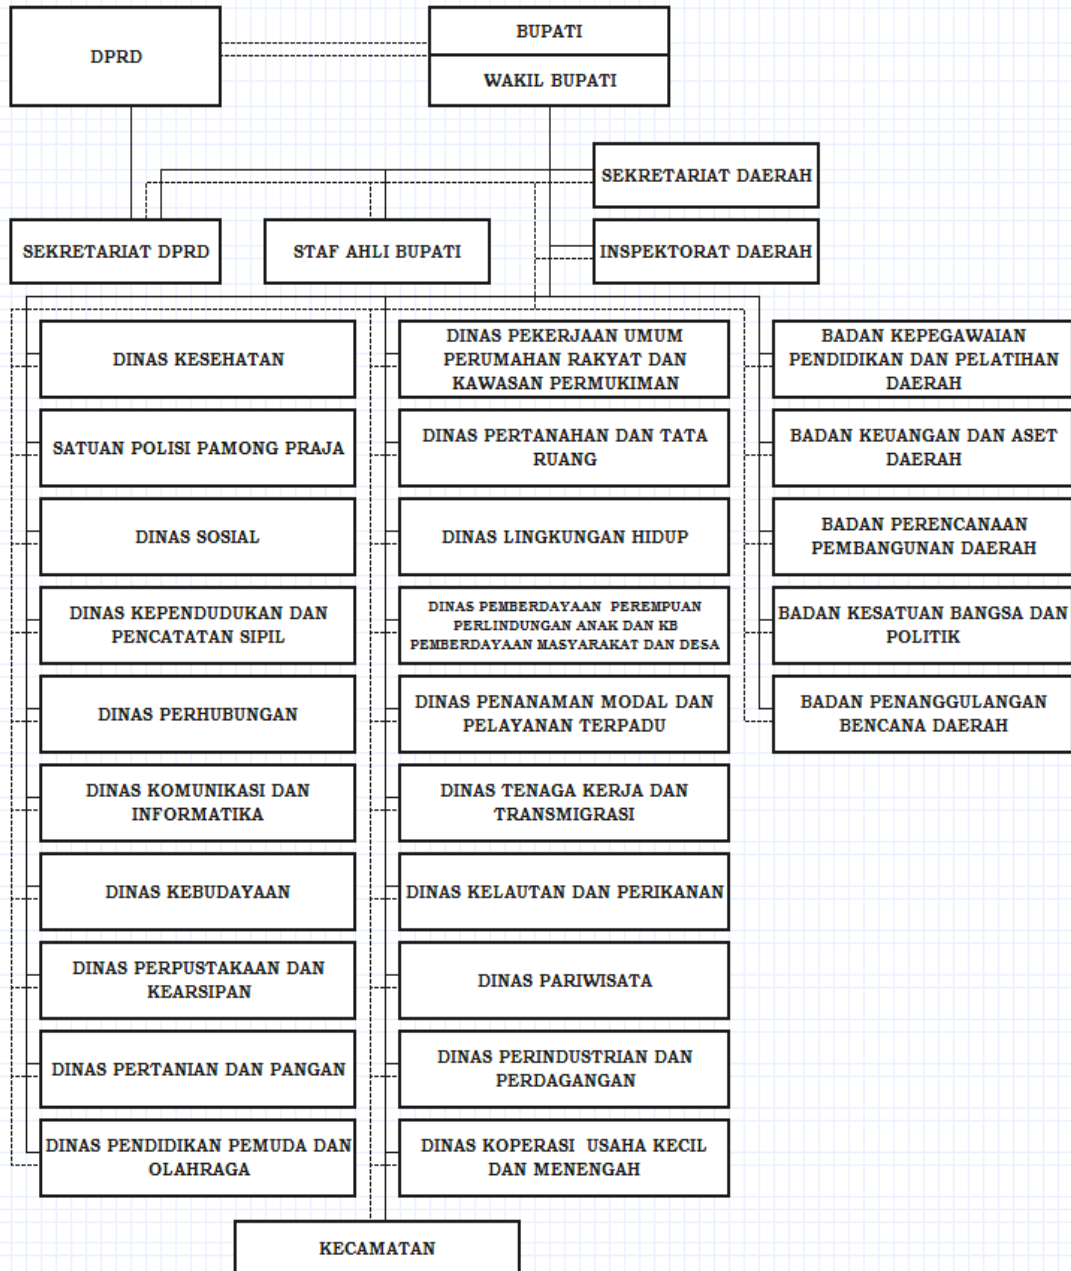 DPRD
BUPATI
WAKIL BUPATI
SEKRETARIAT DAERAH
SEKRETARIAT DPRD
STAF AHLI BUPATI
INSPEKTORAT DAERAH
DINAS KESEHATAN
SATUAN POLISI PAMONG PRAJA
DINAS SOSIAL
DINAS KEPENDUDUKAN DAN
PENCATATAN SIPIL
DINAS PERHUBUNGAN
DINAS KOMUNIKASI DAN
INFORMATIKA
DINAS KEBUDAYAAN
DINAS PERPUSTAKAAN DAN
KEARSIPAN
DINAS PERTANIAN DAN PANGAN
DINAS PENDIDIKAN PEMUDA DAN
OLAHRAGA
DINAS PEKERJAAN UMUM
PERUMAHAN RAKYAT DAN
KAWASAN PERMUKIMAN
DINAS PERTANAHAN DAN TATA
RUANG
DINAS LINGKUNGAN HIDUP
DINAS PEMBERDAYAAN PEREMPUAN
PERLINDUNGAN ANAK DAN KB
PEMBERDAYAAN MASYARAKAT DAN DESA
DINAS PENANAMAN MODAL DAN
PELAYANAN TERPADU
DINAS TENAGA KERJA DAN
TRANSMIGRASI
DINAS KELAUTAN DAN PERIKANAN
DINAS PARIWISATA
DINAS PERINDUSTRIAN DAN
PERDAGANGAN
DINAS KOPERASI USAHA KECIL
DAN MENENGAH
BADAN KEPEGAWAIAN
PENDIDIKAN DAN PELATIHAN
DAERAH
BADAN KEUANGAN DAN ASET
DAERAH
BADAN PERENCANAAN
PEMBANGUNAN DAERAH
BADAN KESATUAN BANGSA DAN
POLITIK
BADAN PENANGGULANGAN
BENCANA DAERAH
KECAMATAN